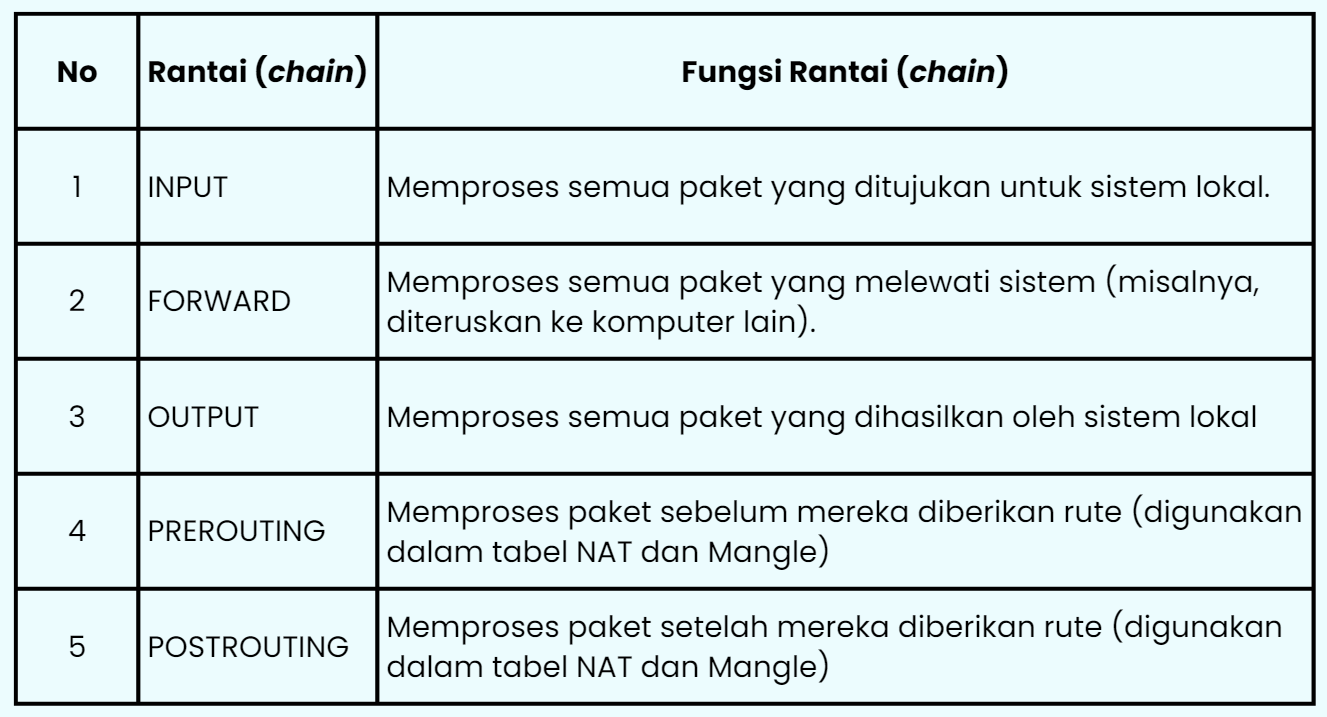 No Rantai (chain) Fungsi Rantai (chain)
1 INPUT Memproses semua paket yang ditujukan untuk sistem lokal.
2 FORWARD Memproses semua paket yang melewati sistem (misalnya,
diteruskan ke komputer lain).
3 OUTPUT Memproses semua paket yang dihasilkan oleh sistem lokal
4 PREROUTING Memproses paket sebelum mereka diberikan rute (digunakan
dalam tabel NAT dan Mangle)
5 POSTROUTING Memproses paket setelah mereka diberikan rute (digunakan
dalam tabel NAT dan Mangle)